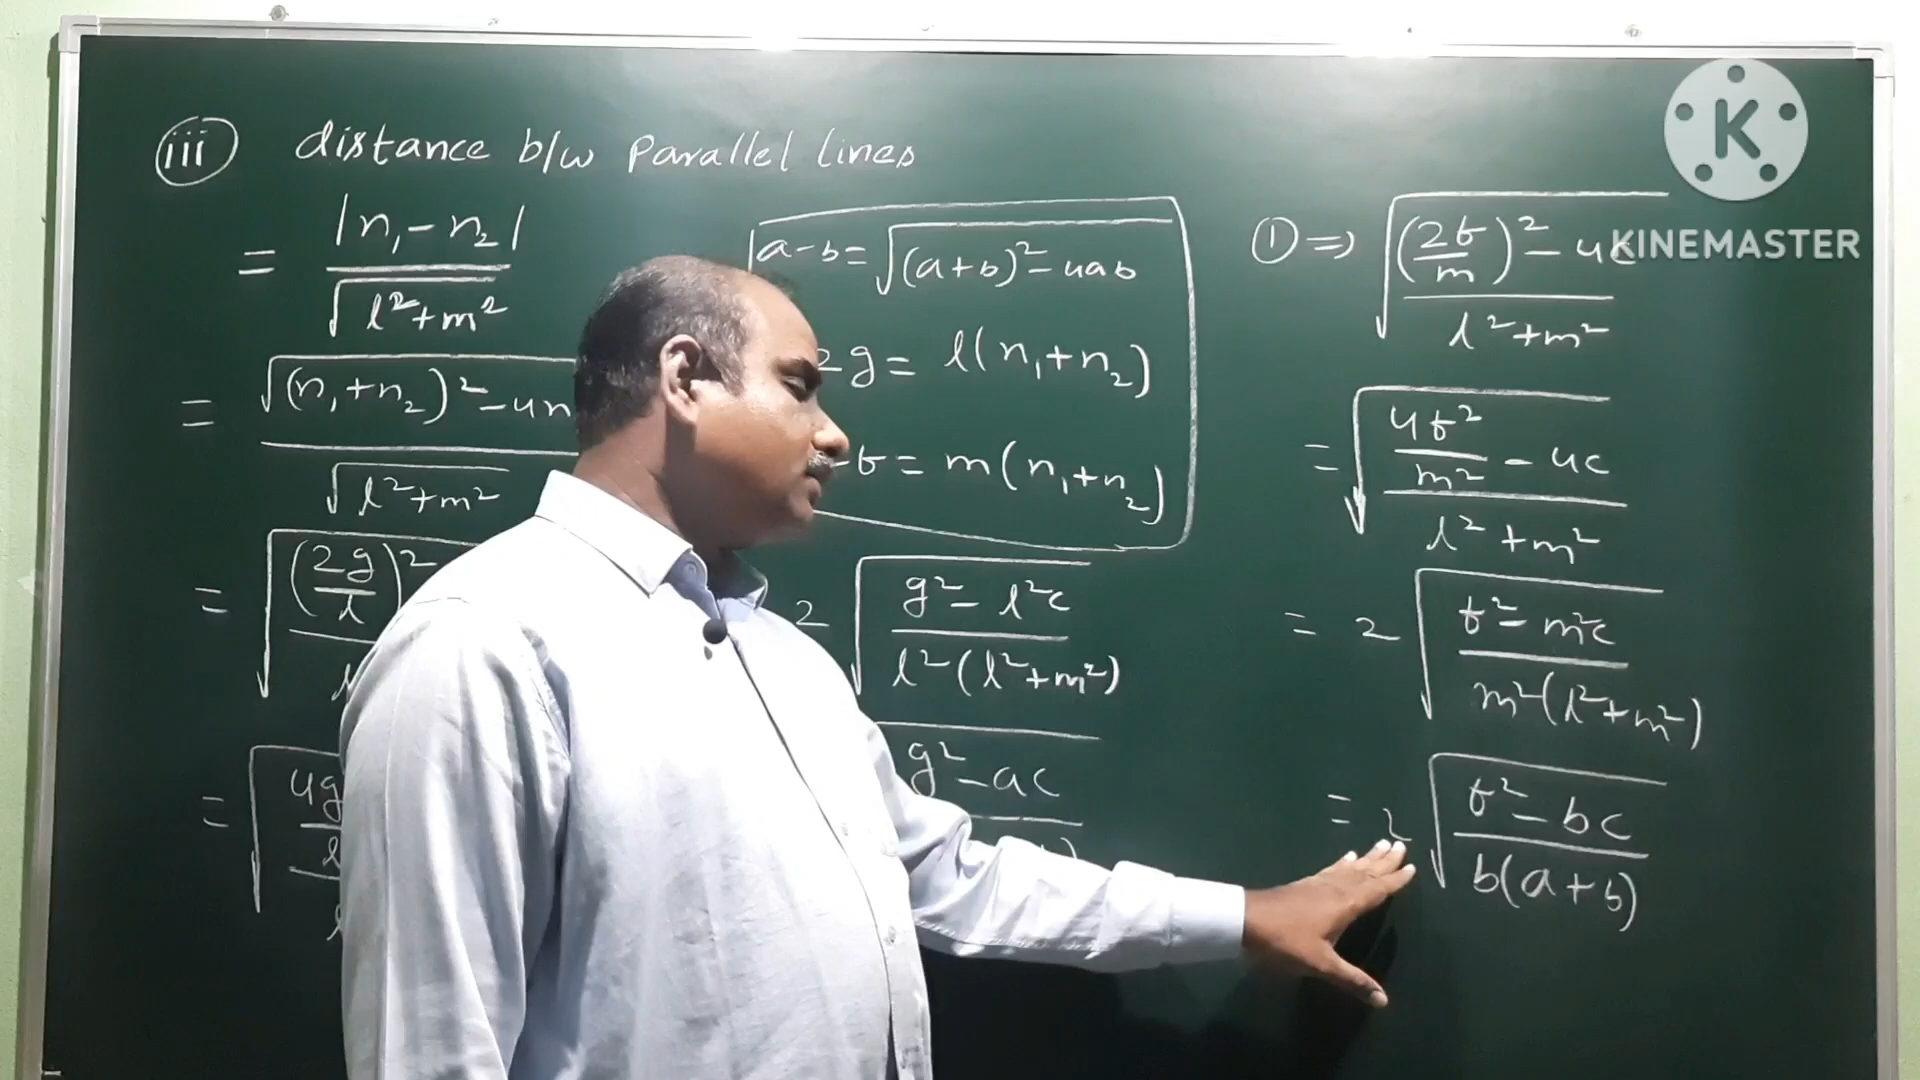 (iii) distance b/w parallel lines
= |n₁ - n₂| / √(l² + m²)
= √((n₁ + n₂)² - 4n / √(l² + m²)
= √((2g/l)²
= √(4g
a - b = √((a + b)² - 4ab)
2g = l(n₁ + n₂)
f = m(n₁ + n₂)
2 √((g² - l²c) / (l²(l² + m²)))
g² - ac
① ⇒ √(((2f/m)² - 4c) / (l² + m²))
= √((4f²/m² - 4c) / (l² + m²))
= 2 √((f² - m²c) / (m²(l² + m²)))
= 2 √((f² - bc) / (b(a + b)))
KINEMASTER